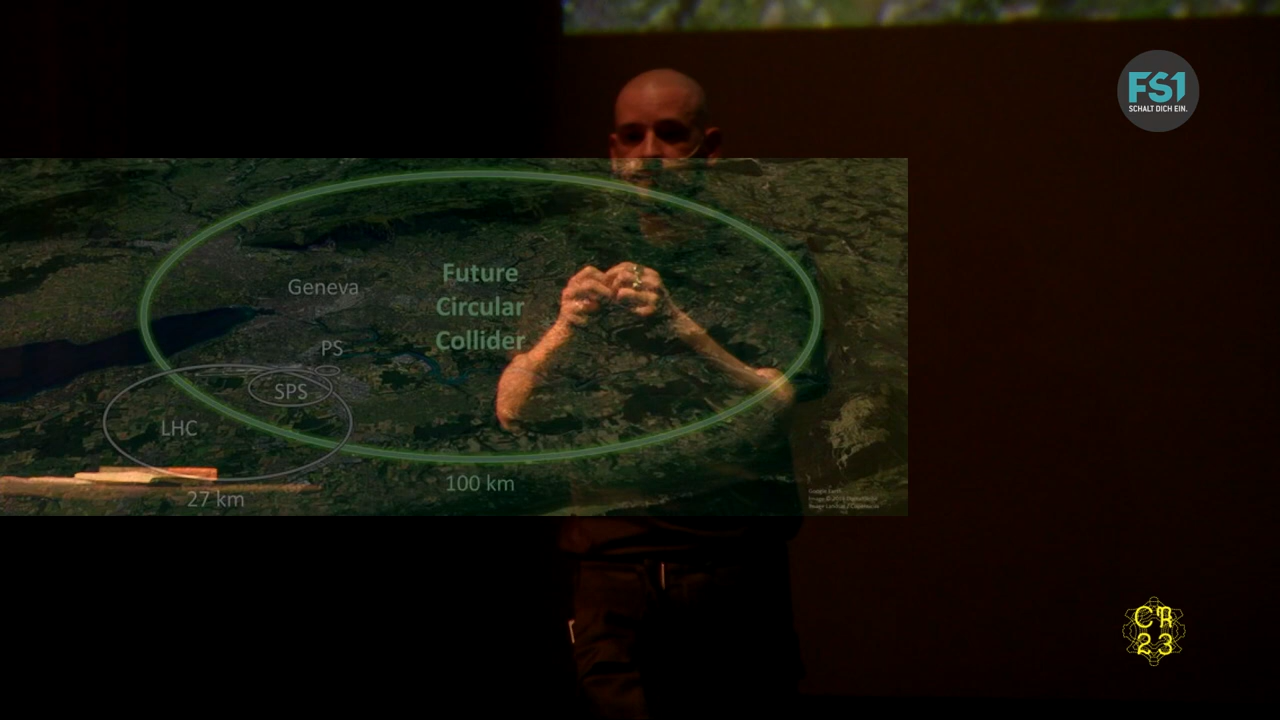 FS1
SCHALT DICH EIN.
Geneva
Future
Circular
Collider
PS
SPS
LHC
100 km
27 km
CR
23